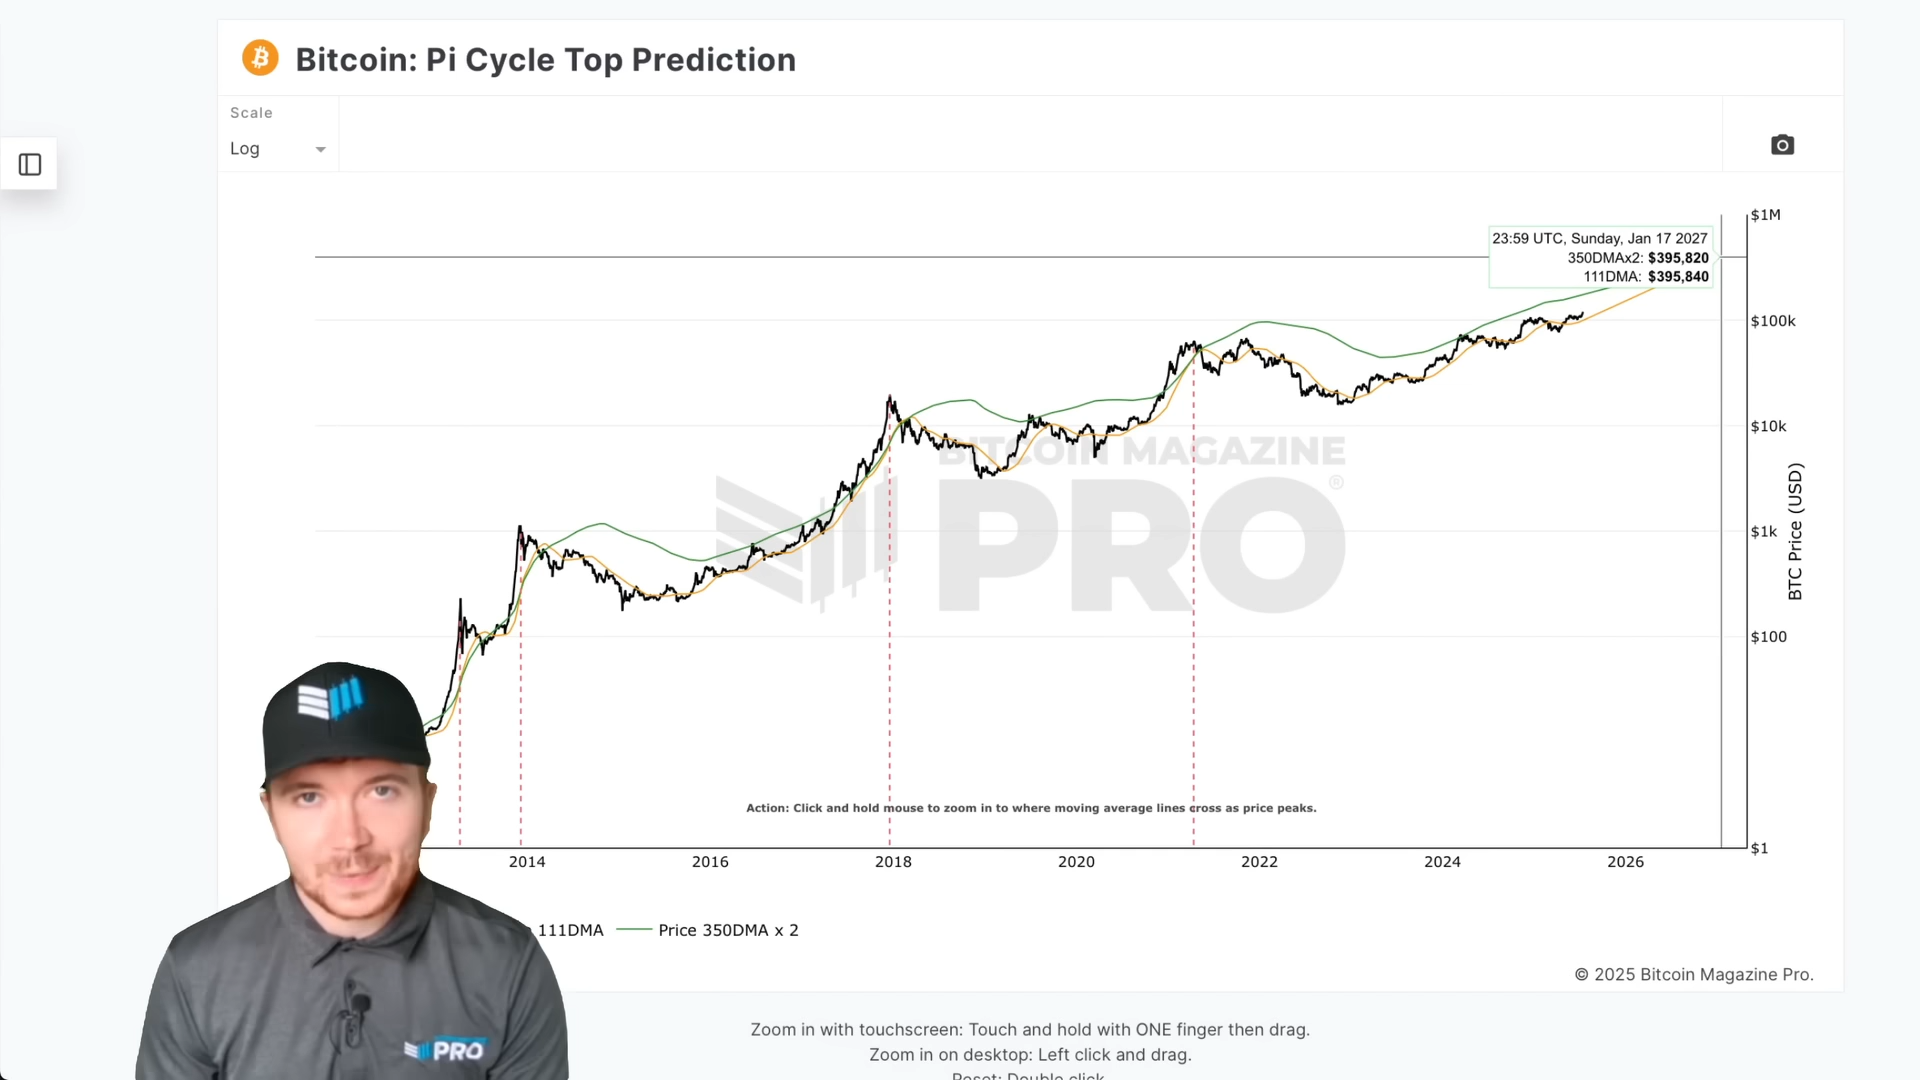 Bitcoin: Pi Cycle Top Prediction
Scale
Log
$1M
23:59 UTC, Sunday, Jan 17 2027
350DMAx2: $395,820
111DMA: $395,840
$100k
$10k
BITCOIN MAGAZINE
PRO®
$1k
BTC Price (USD)
$100
Action: Click and hold mouse to zoom in to where moving average lines cross as price peaks.
$1
2014 2016 2018 2020 2022 2024 2026
111DMA Price 350DMA x 2
© 2025 Bitcoin Magazine Pro.
Zoom in with touchscreen: Touch and hold with ONE finger then drag.
Zoom in on desktop: Left click and drag.
Reset: Double click
PRO